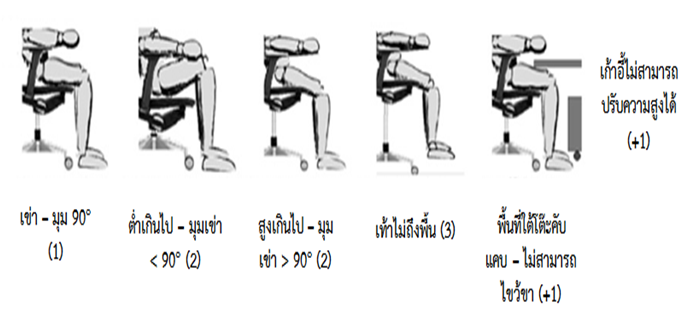 เข่า – มุม 90°
(1)
ต่ำเกินไป – มุมเข่า
< 90° (2)
สูงเกินไป – มุม
เข่า > 90° (2)
เท้าไม่ถึงพื้น (3)
พื้นที่ใต้โต๊ะคับ
แคบ – ไม่สามารถ
ไขว้ขา (+1)
เก้าอี้ไม่สามารถ
ปรับความสูงได้
(+1)